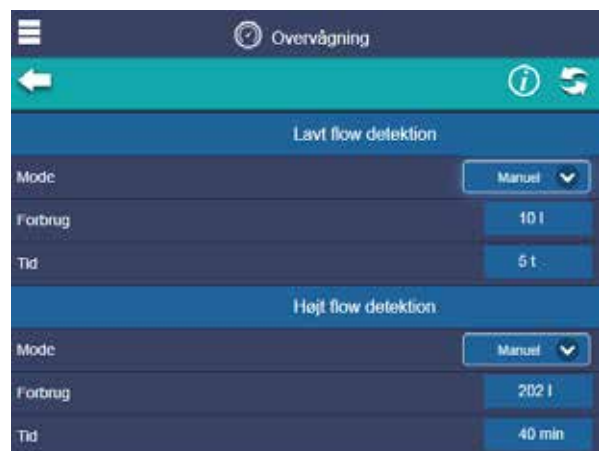 Overvågning
Lavt flow detektion
Mode Manuel
Forbrug 10 l
Tid 5 t
Højt flow detektion
Mode Manuel
Forbrug 202 l
Tid 40 min